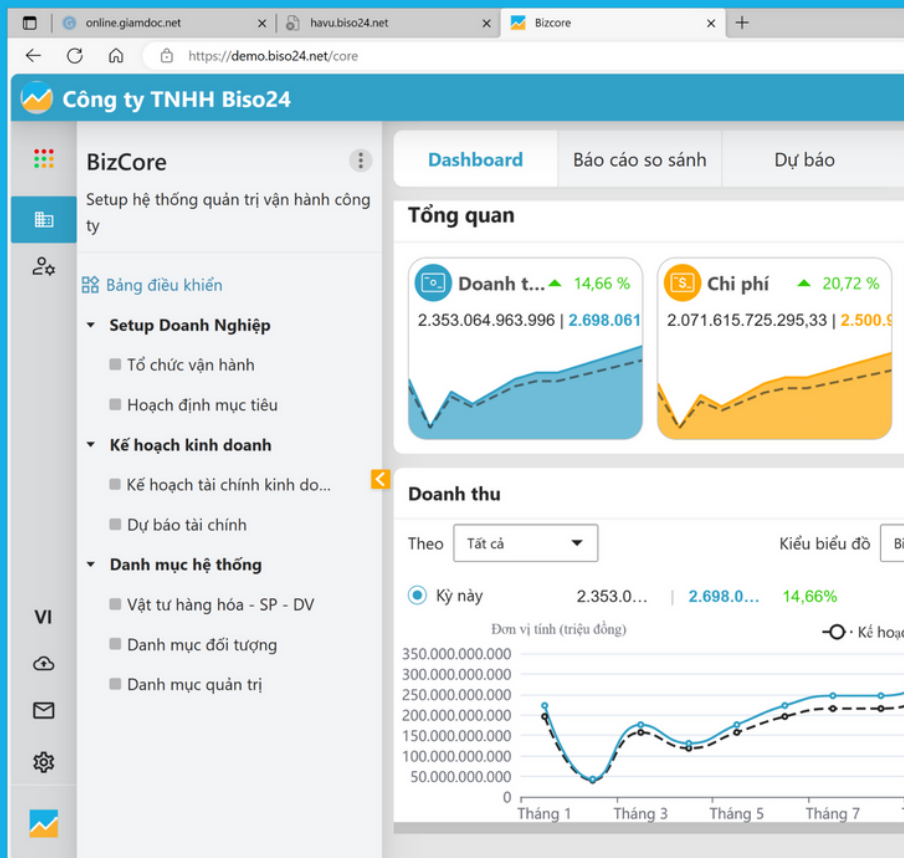 online.giamdoc.net
havu.biso24.net
Bizcore
https://demo.biso24.net/core
Công ty TNHH Biso24
BizCore
Setup hệ thống quản trị vận hành công
ty
Bảng điều khiển
Setup Doanh Nghiệp
Tổ chức vận hành
Hoạch định mục tiêu
Kế hoạch kinh doanh
Kế hoạch tài chính kinh do...
Dự báo tài chính
Danh mục hệ thống
Vật tư hàng hóa - SP - DV
Danh mục đối tượng
Danh mục quản trị
VI
Dashboard
Báo cáo so sánh
Dự báo
Tổng quan
Doanh t... 14,66 %
2.353.064.963.996 | 2.698.061
Chi phí 20,72 %
2.071.615.725.295,33 | 2.500.9
Doanh thu
Theo Tất cả
Kiểu biểu đồ
Kỳ này 2.353.0... | 2.698.0... 14,66%
Đơn vị tính (triệu đồng)
Kế hoạc
350.000.000.000
300.000.000.000
250.000.000.000
200.000.000.000
150.000.000.000
100.000.000.000
50.000.000.000
0
Tháng 1 Tháng 3 Tháng 5 Tháng 7